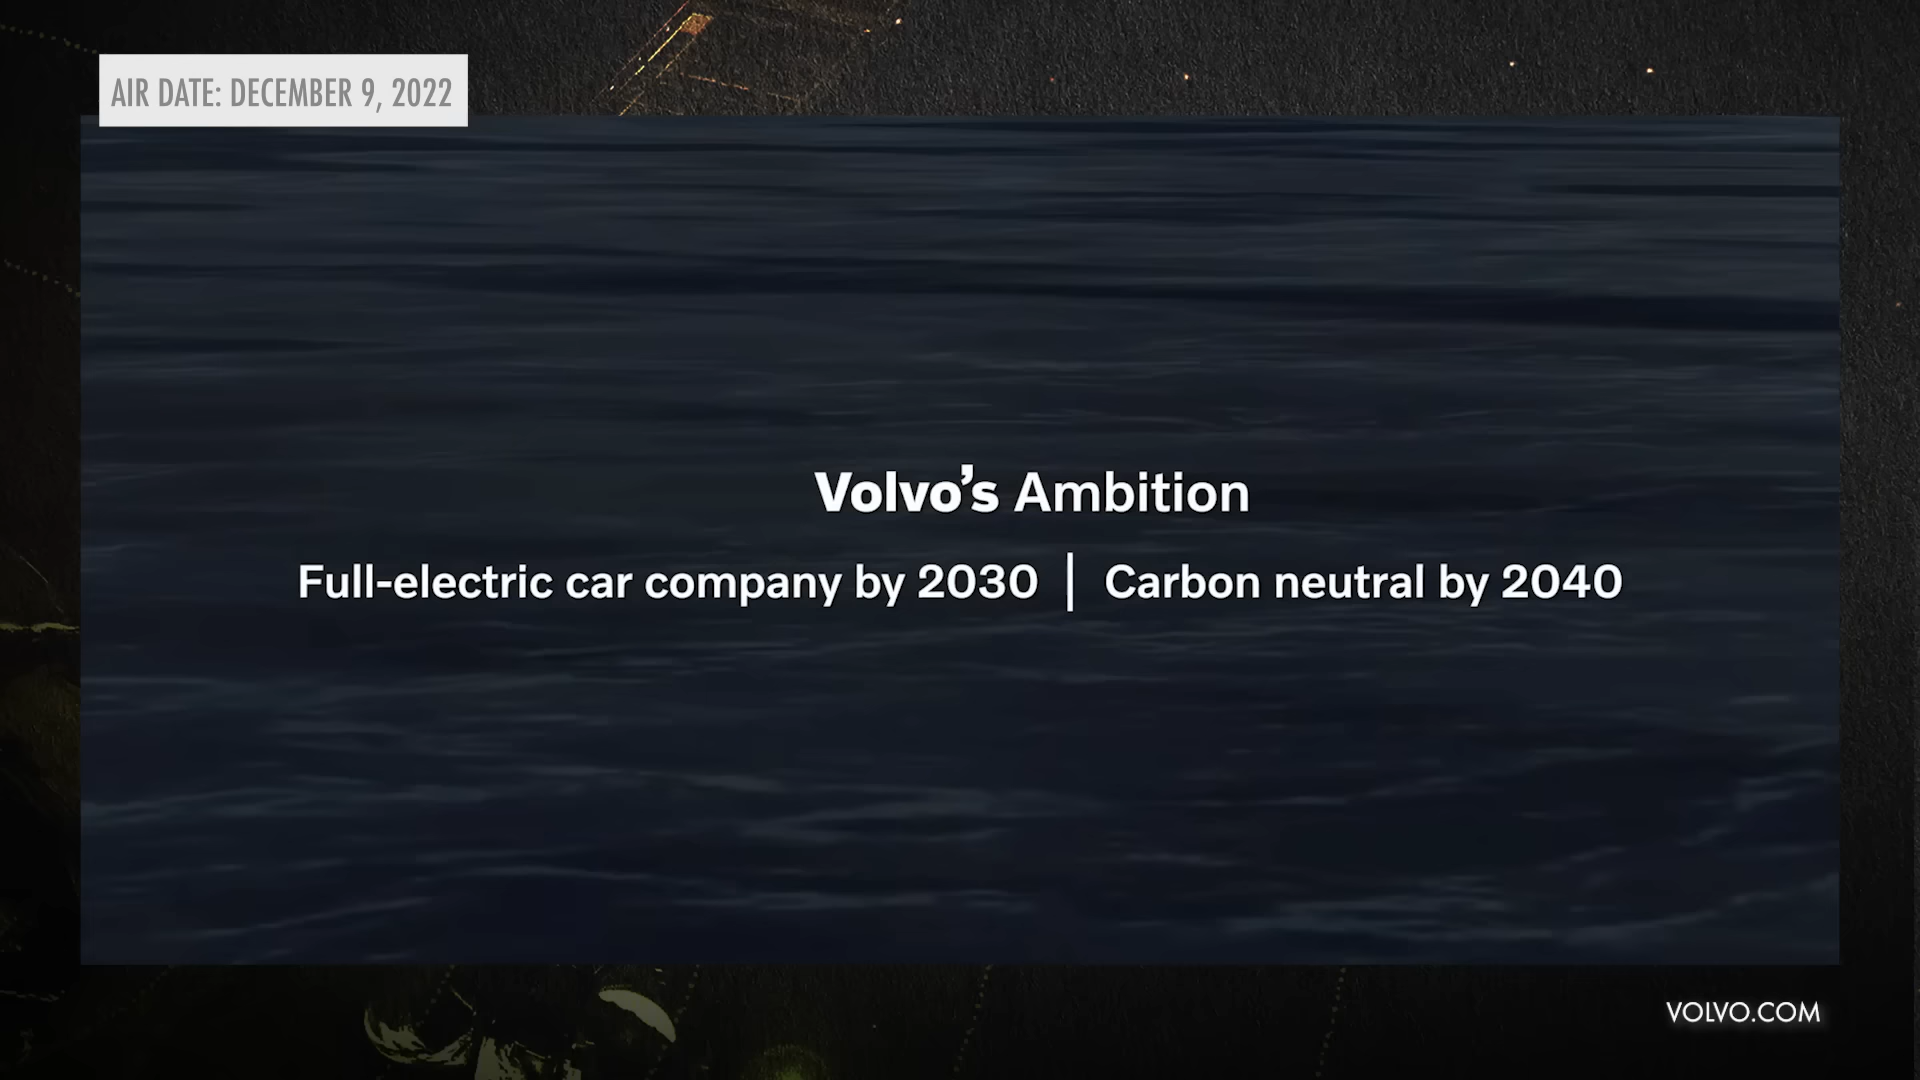 AIR DATE: DECEMBER 9, 2022
Volvo's Ambition
Full-electric car company by 2030 | Carbon neutral by 2040
VOLVO.COM